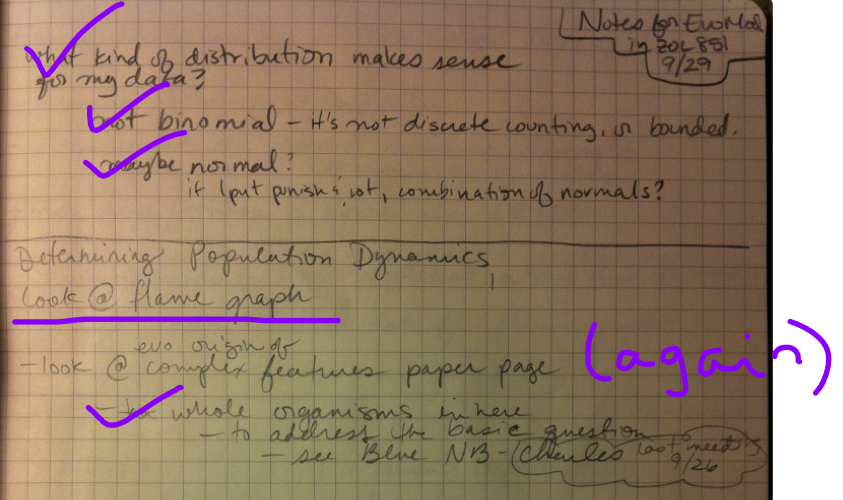 Notes for EvoMod
in ZOL 851
9/29
what kind of distribution makes sense
for my data?
not binomial - it's not discrete counting, or bounded.
maybe normal?
if I put punish & rot, combination of normals?
Determining Population Dynamics
look @ flame graph
evo origin of
- look @ complex features paper page (again)
- whole organisms in here
- to address the basic question
- see Blue NB - Charles last meeting
9/26